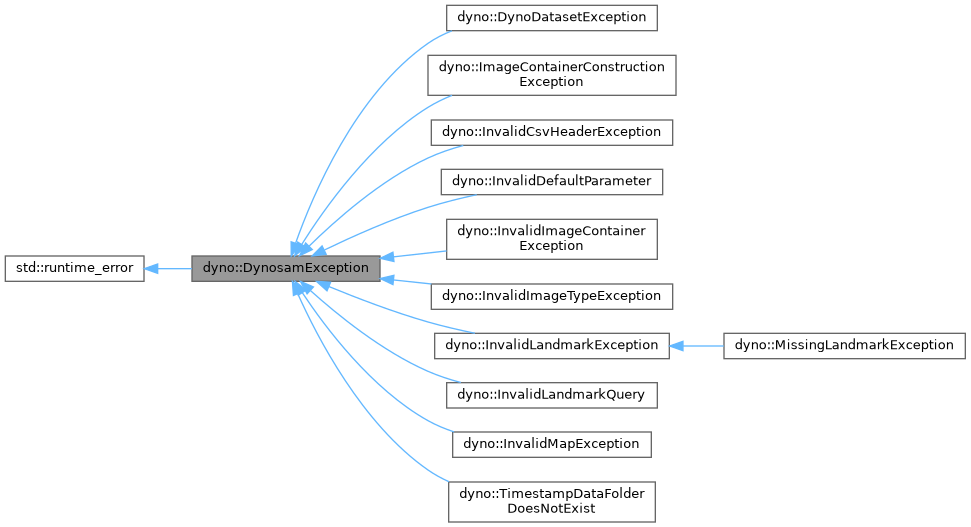 dyno::DynoDatasetException
dyno::ImageContainerConstruction
Exception
dyno::InvalidCsvHeaderException
dyno::InvalidDefaultParameter
dyno::InvalidImageContainer
Exception
std::runtime_error
dyno::DynosamException
dyno::InvalidImageTypeException
dyno::InvalidLandmarkException
dyno::MissingLandmarkException
dyno::InvalidLandmarkQuery
dyno::InvalidMapException
dyno::TimestampDataFolder
DoesNotExist